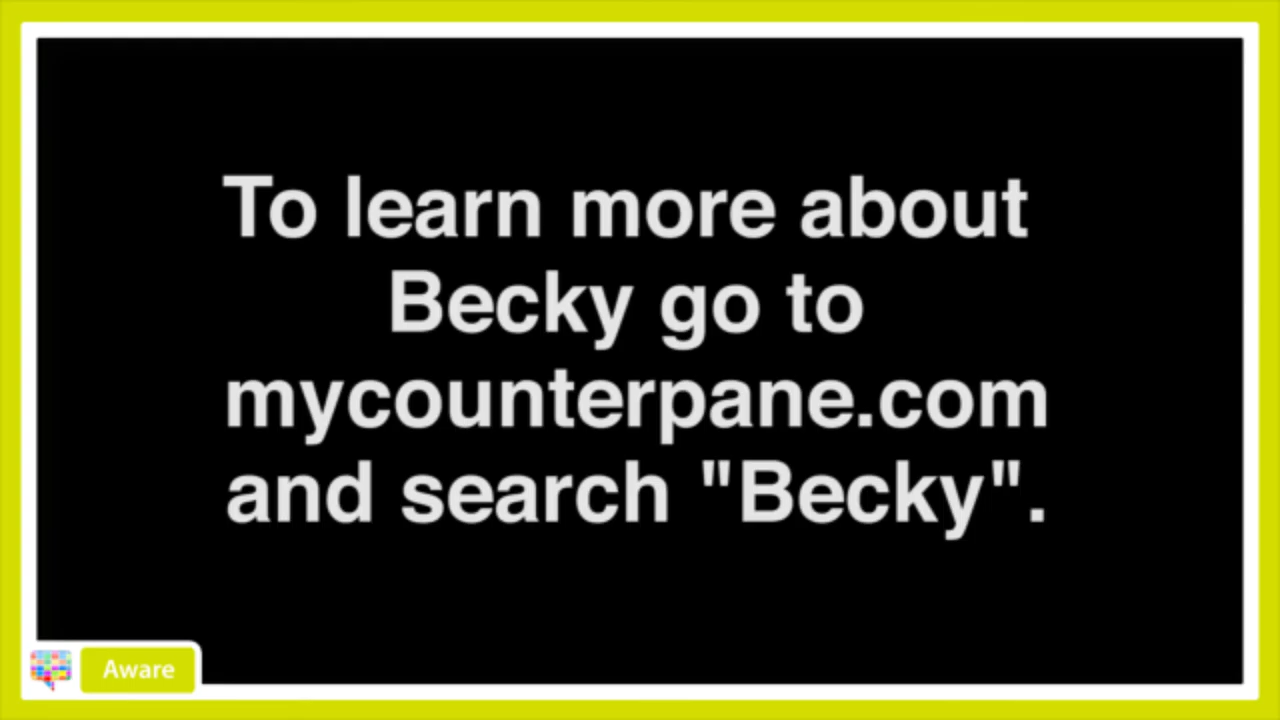 To learn more about
Becky go to
mycounterpane.com
and search "Becky".
Aware